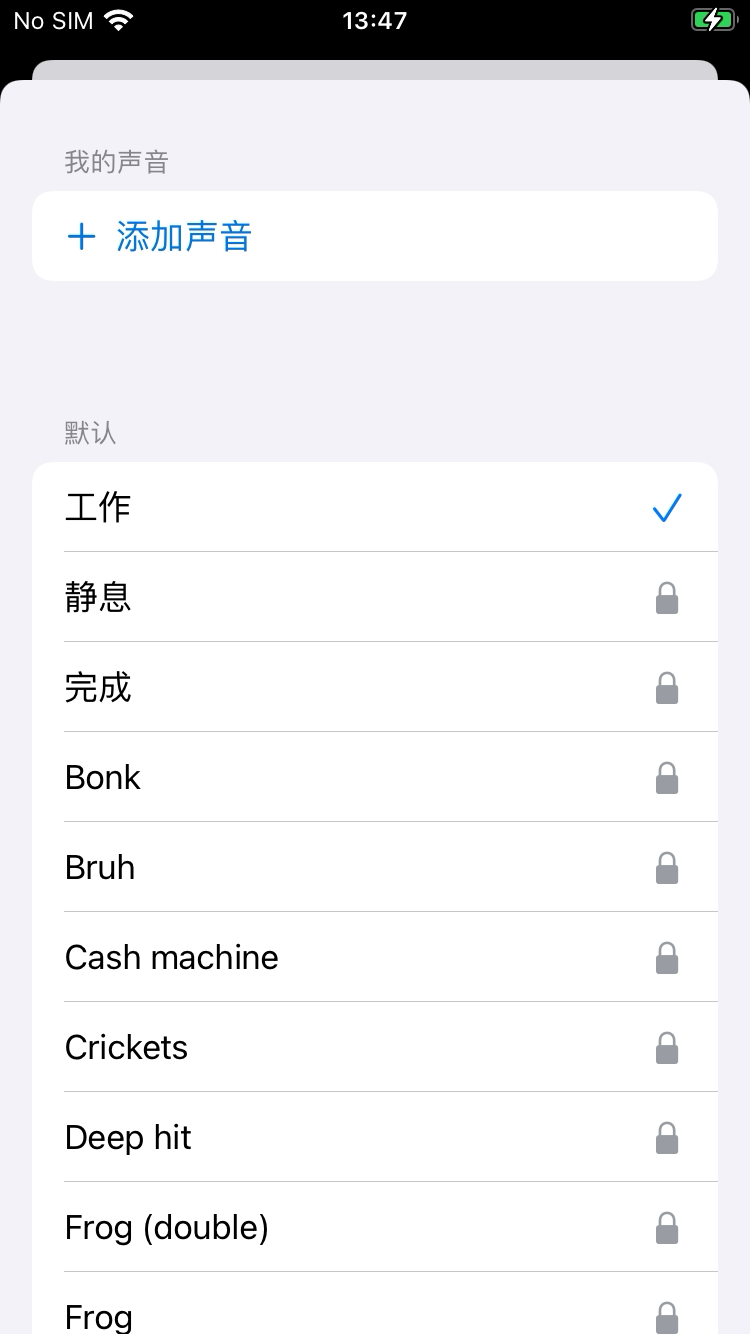 No SIM 13:47
我的声音
+ 添加声音
默认
工作
静息
完成
Bonk
Bruh
Cash machine
Crickets
Deep hit
Frog (double)
Frog